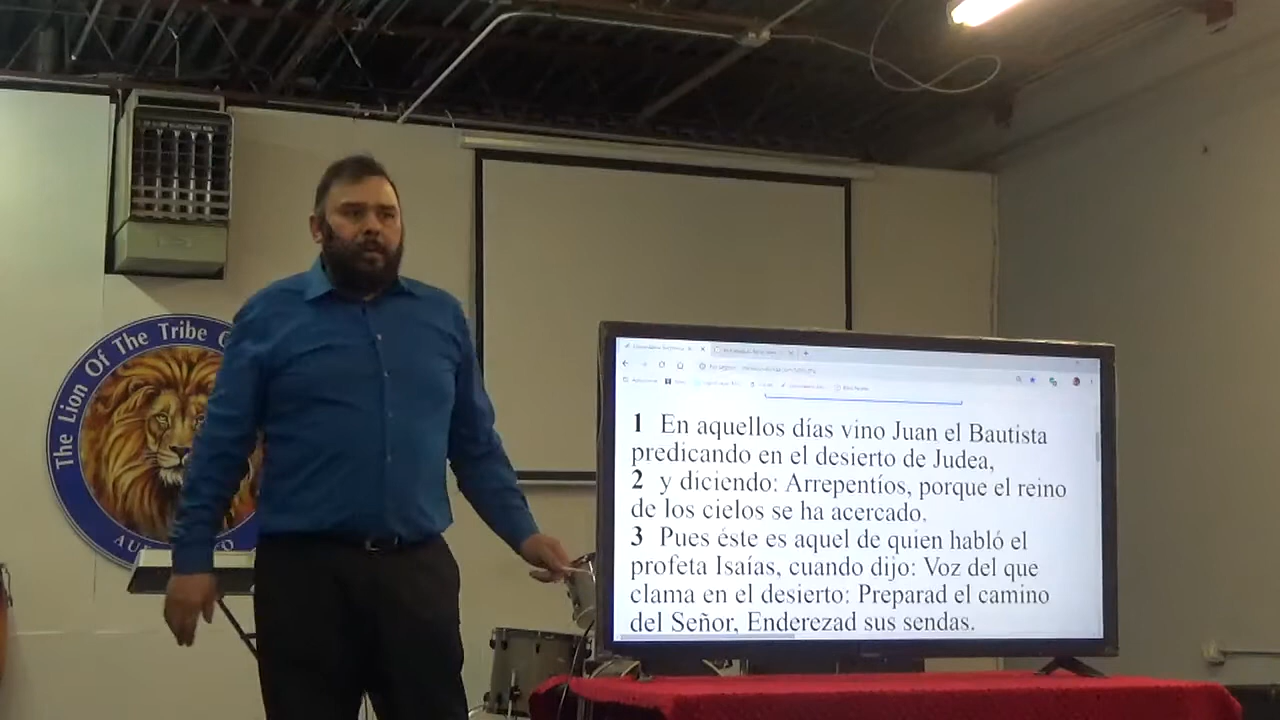 The Lion Of The Tribe
1 En aquellos días vino Juan el Bautista
predicando en el desierto de Judea,
2 y diciendo: Arrepentíos, porque el reino
de los cielos se ha acercado.
3 Pues éste es aquel de quien habló el
profeta Isaías, cuando dijo: Voz del que
clama en el desierto: Preparad el camino
del Señor, Enderezad sus sendas.